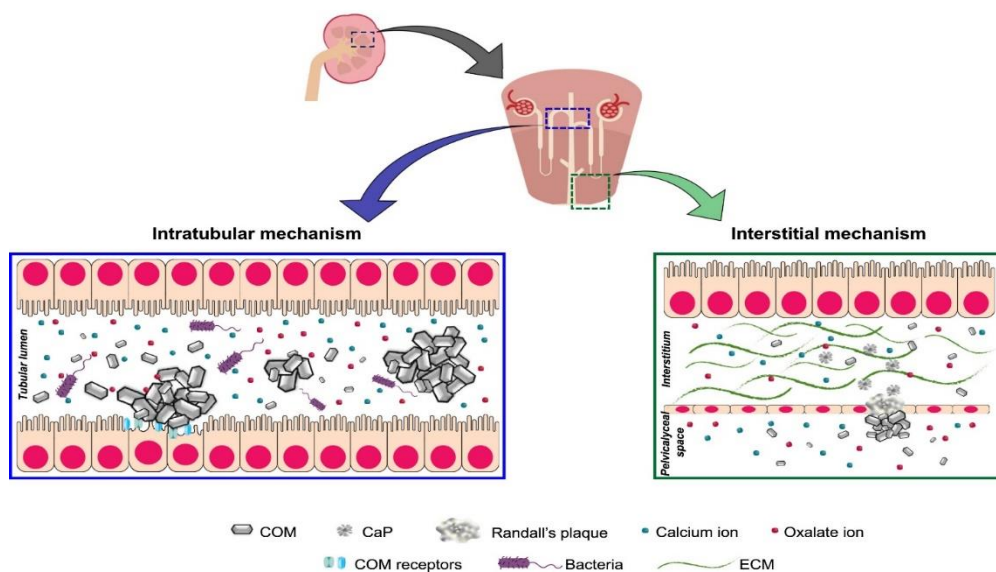 Intratubular mechanism
Interstitial mechanism
Tubular lumen
Interstitium
Pelvicalyceal
space
COM
CaP
Randall's plaque
Calcium ion
Oxalate ion
COM receptors
Bacteria
ECM